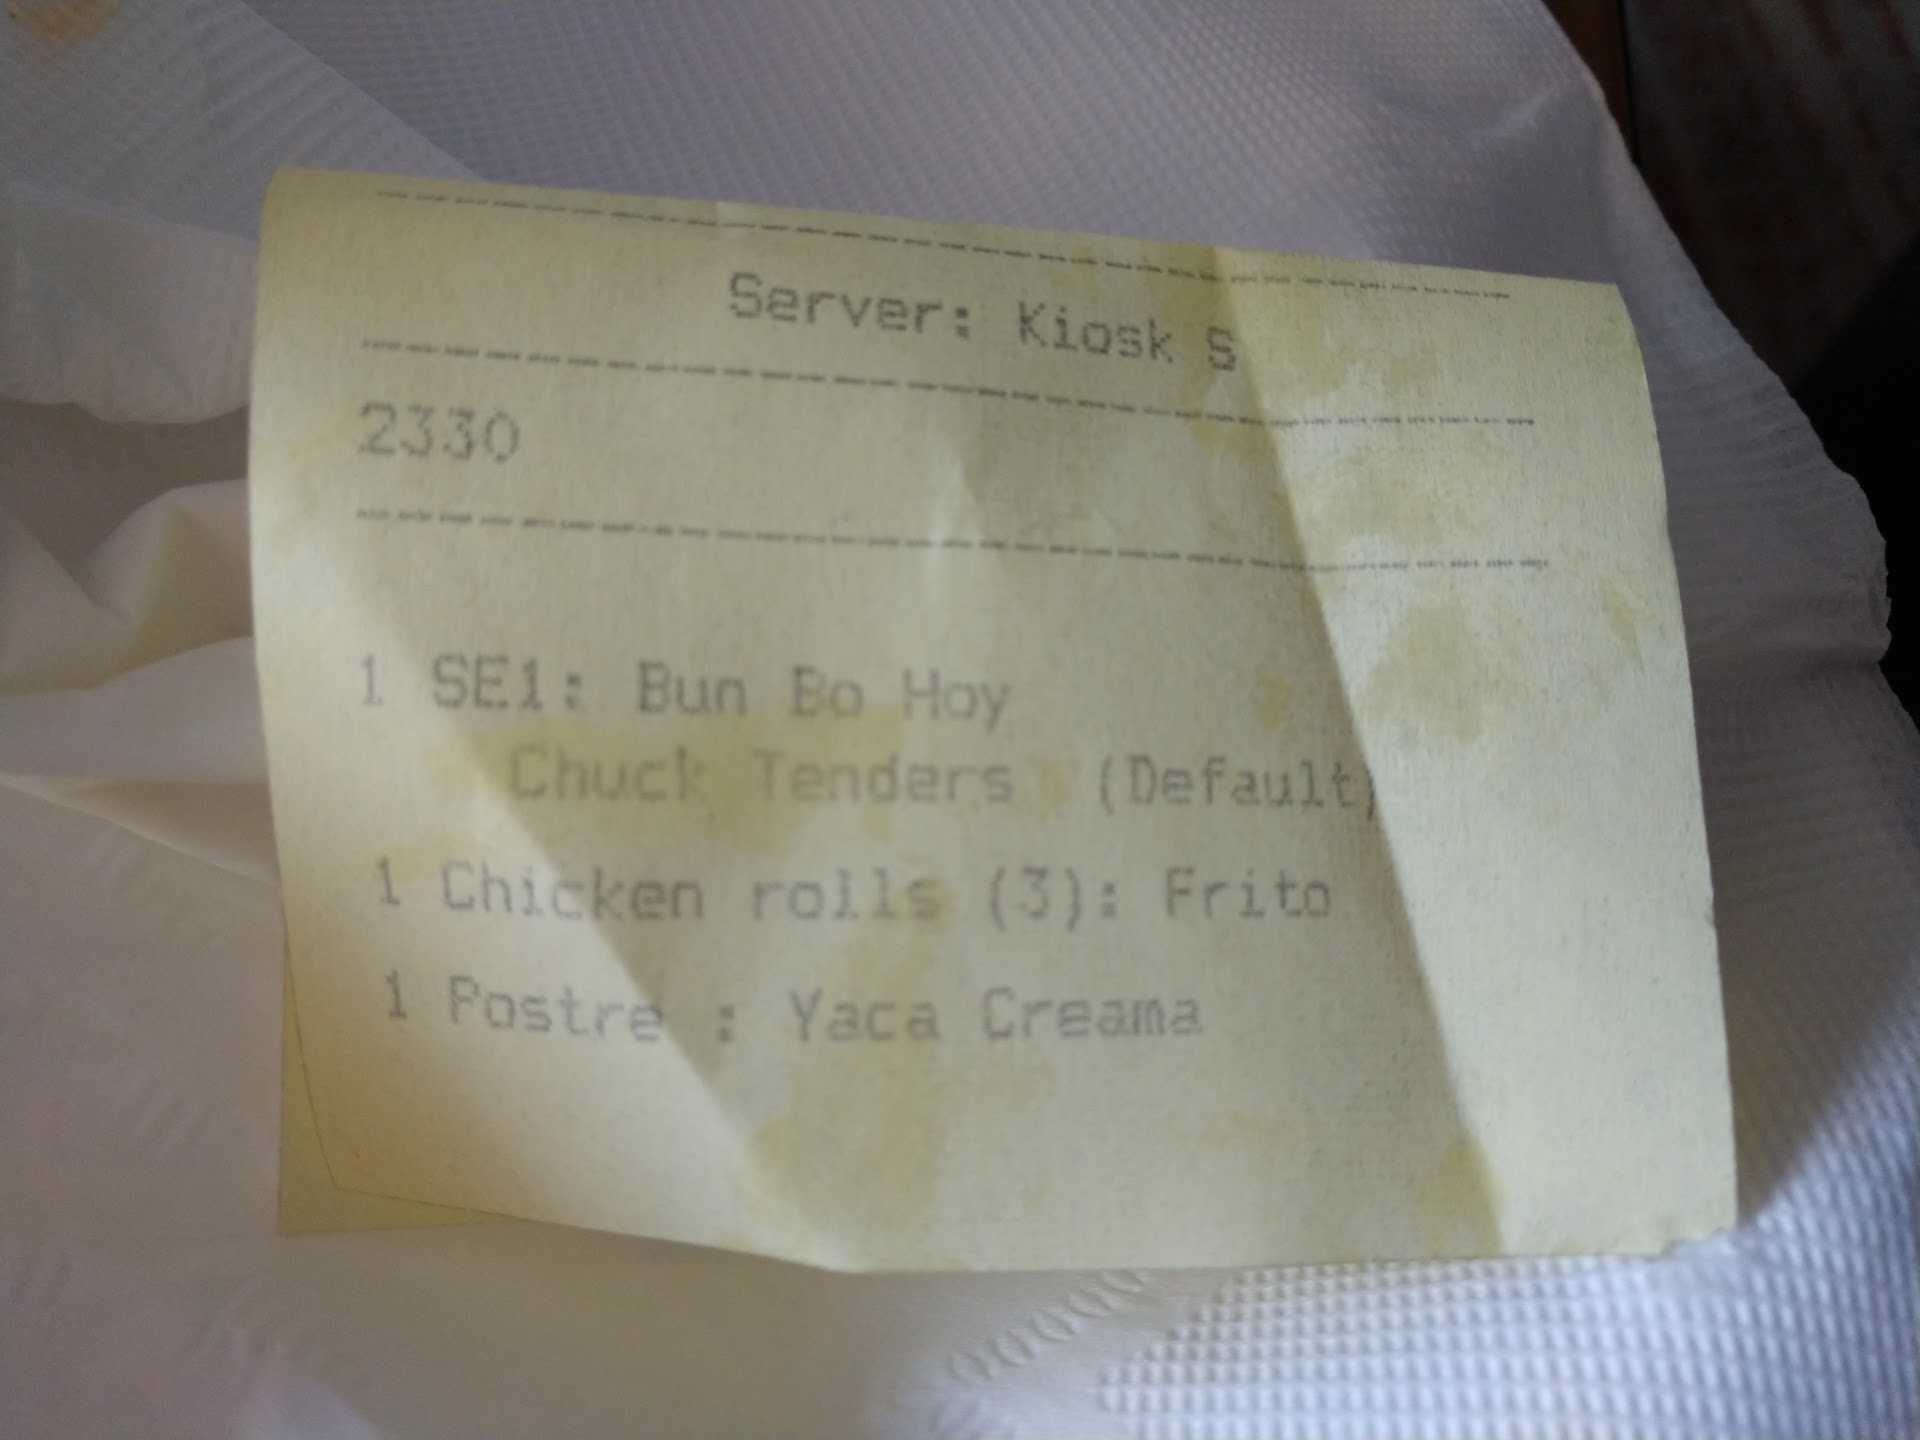 Server: Kiosk S
2330
1 SE1: Bun Bo Hoy
Chuck Tenders (Default)
1 Chicken rolls (3): Frito
1 Postre : Yaca Creama